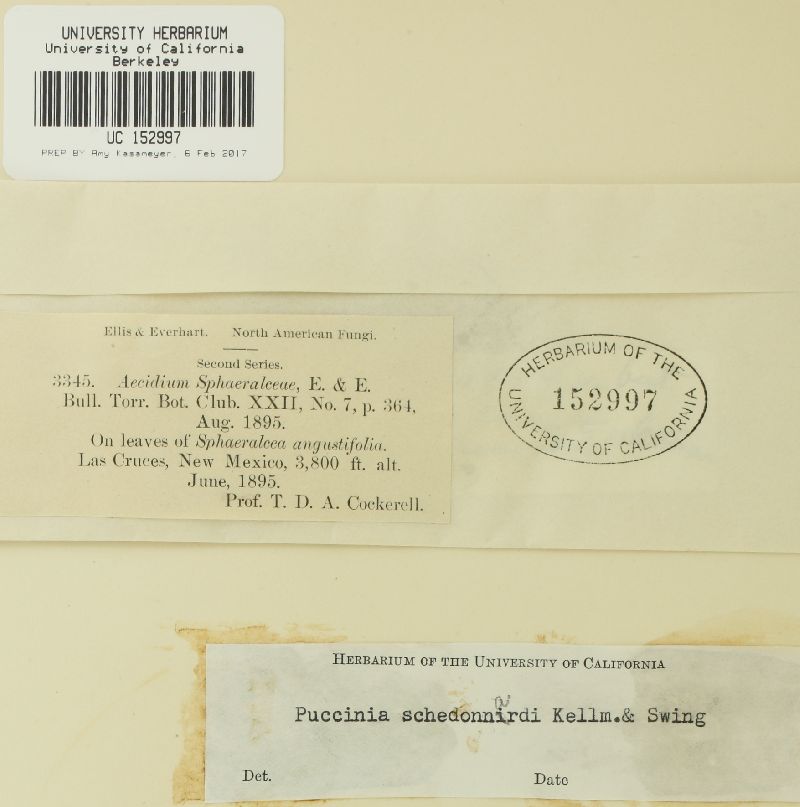 UNIVERSITY HERBARIUM
University of California
Berkeley
UC 152997
PREP BY Amy Kasameyer, 6 Feb 2017
Ellis & Everhart. North American Fungi.
Second Series.
3345. Aecidium Sphaeralceae, E. & E.
Bull. Torr. Bot. Club. XXII, No. 7, p. 364,
Aug. 1895.
On leaves of Sphaeralcea angustifolia.
Las Cruces, New Mexico, 3,800 ft. alt.
June, 1895.
Prof. T. D. A. Cockerell.
HERBARIUM OF THE
152997
UNIVERSITY OF CALIFORNIA
HERBARIUM OF THE UNIVERSITY OF CALIFORNIA
Puccinia schedonnardi Kellm.& Swing
Det. Date